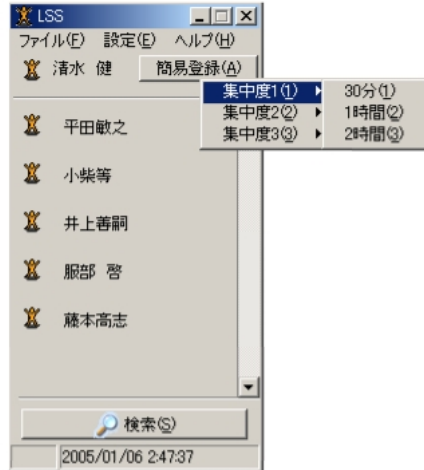 LSS
ファイル(F) 設定(E) ヘルプ(H)
清水 健 簡易登録(A)
集中度1(1) 30分(1)
集中度2(2) 1時間(2)
集中度3(3) 2時間(3)
平田敏之
小柴等
井上善嗣
服部 啓
藤本高志
検索(S)
2005/01/06 2:47:37